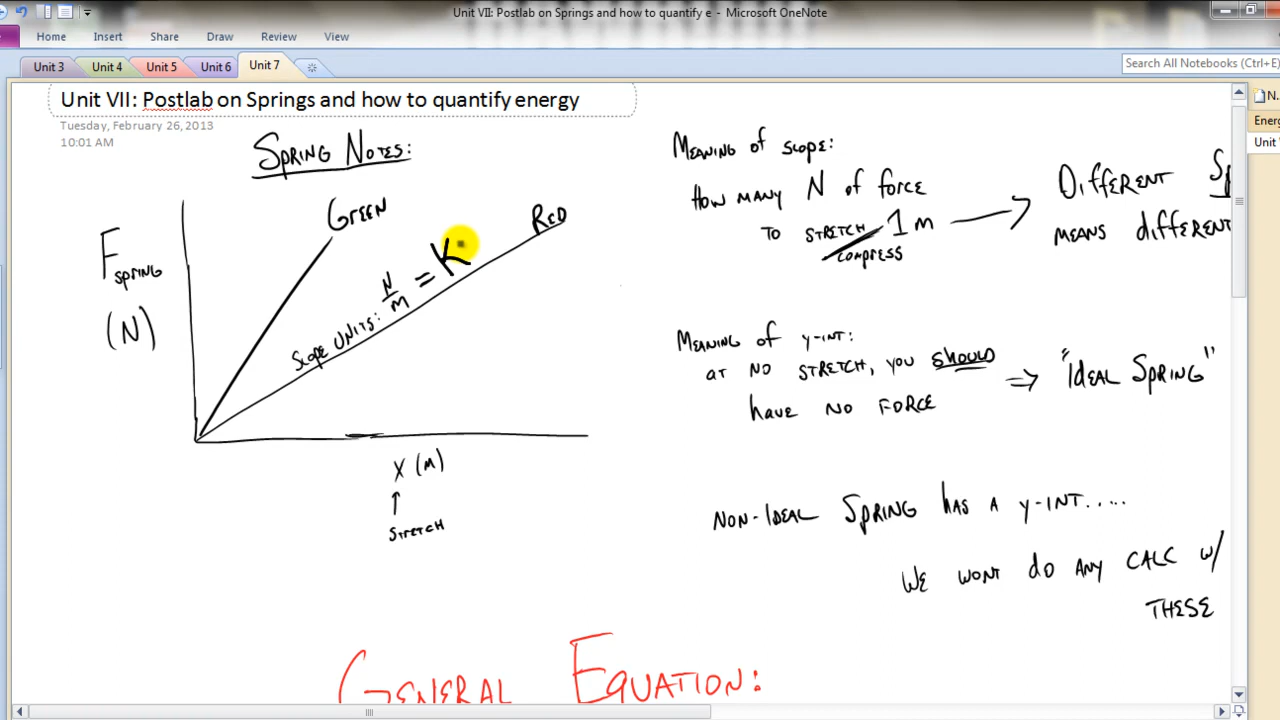 Unit VII: Postlab on Springs and how to quantify e - Microsoft OneNote
Home Insert Share Draw Review View
Unit 3 Unit 4 Unit 5 Unit 6 Unit 7
Search All Notebooks (Ctrl+E)
Unit VII: Postlab on Springs and how to quantify energy
Tuesday, February 26, 2013
10:01 AM
N.
Energ
Unit V
SPRING NOTES:
GREEN
RED
F SPRING
(N)
SLOPE UNITS: N/M = K
X (M)
↑
STRETCH
MEANING of SLOPE:
HOW MANY N of force
TO STRETCH 1 m
compress
DIFFERENT Sp
MEANS different
MEANING of y-INT:
at NO STRETCH, YOU should
have NO FORCE
⇒ "IDEAL SPRING"
NON-IDEAL SPRING has A y-INT.....
WE WONT do ANY CALC w/
THESE
GENERAL EQUATION: